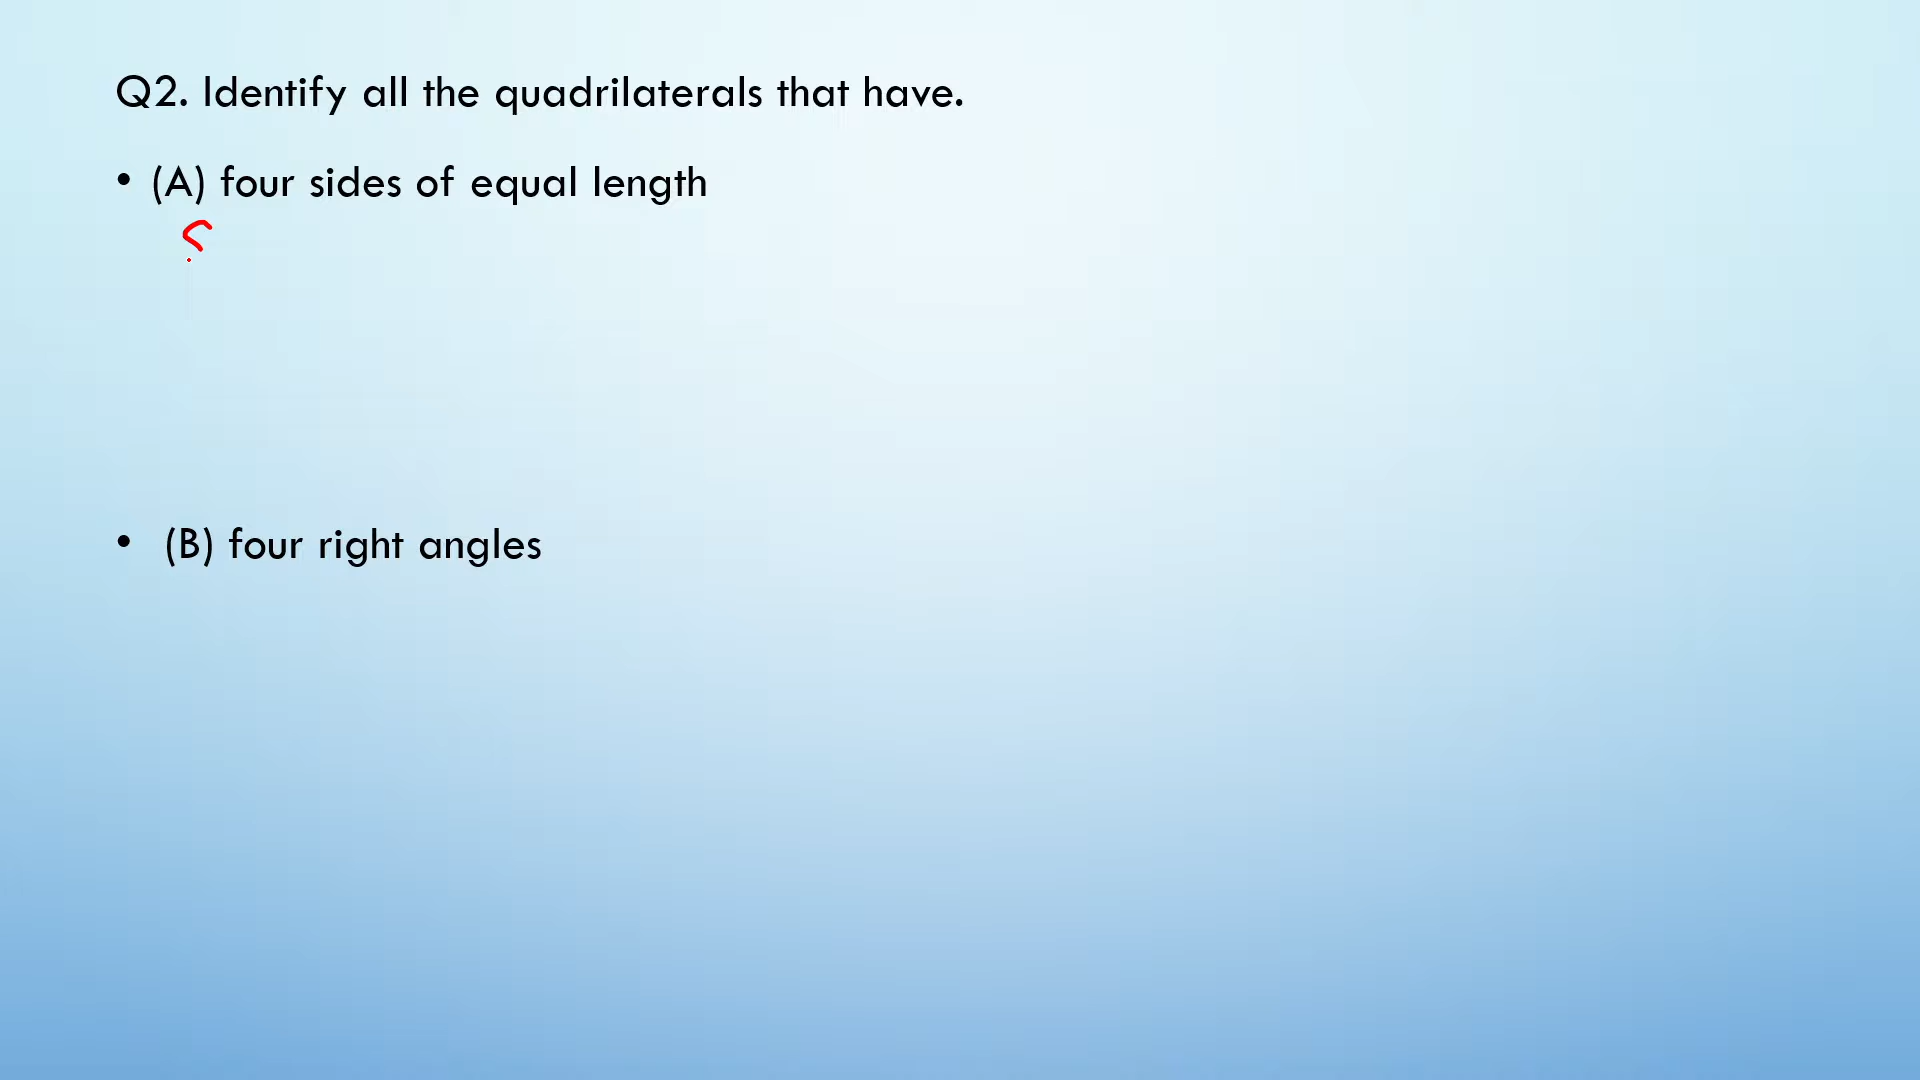 Q2. Identify all the quadrilaterals that have.
• (A) four sides of equal length
S
• (B) four right angles